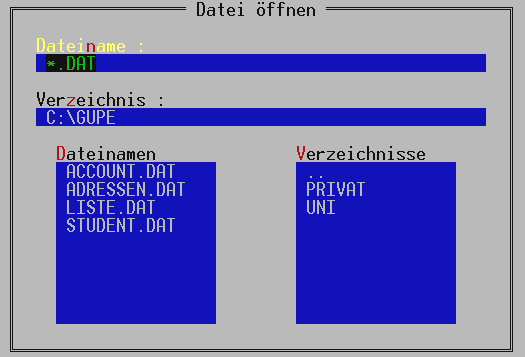 Datei öffnen
Dateiname :
*.DAT
Verzeichnis :
C:\GUPE
Dateinamen
ACCOUNT.DAT
ADRESSEN.DAT
LISTE.DAT
STUDENT.DAT
Verzeichnisse
..
PRIVAT
UNI